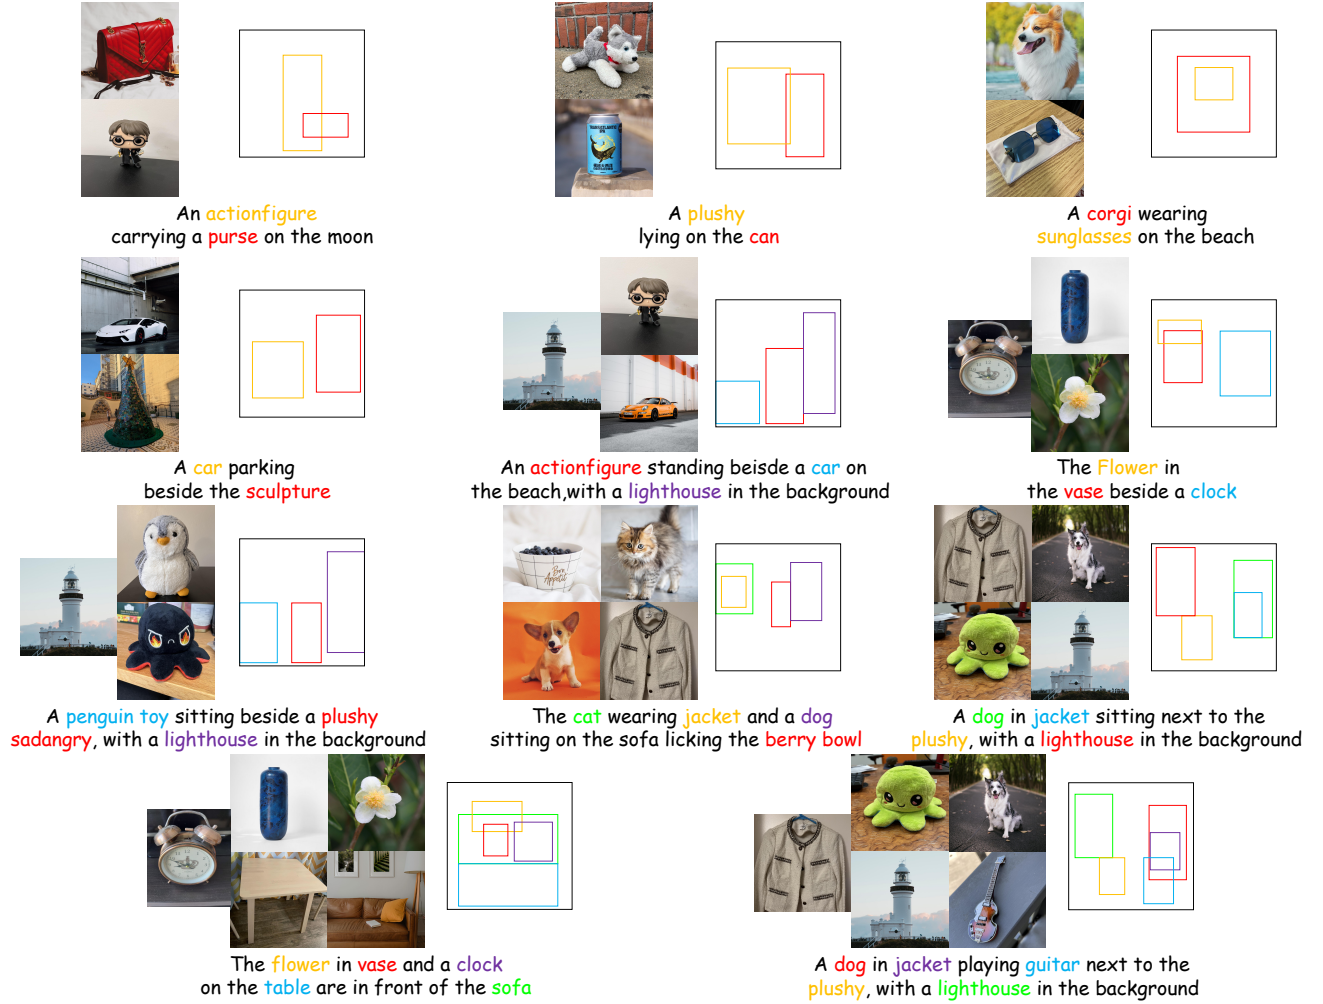 An actionfigure
carrying a purse on the moon
A plushy
lying on the can
A corgi wearing
sunglasses on the beach
A car parking
beside the sculpture
An actionfigure standing beisde a car on
the beach,with a lighthouse in the background
The Flower in
the vase beside a clock
Bon
Appetit
A penguin toy sitting beside a plushy
sadangry, with a lighthouse in the background
The cat wearing jacket and a dog
sitting on the sofa licking the berry bowl
A dog in jacket sitting next to the
plushy, with a lighthouse in the background
The flower in vase and a clock
on the table are in front of the sofa
A dog in jacket playing guitar next to the
plushy, with a lighthouse in the background